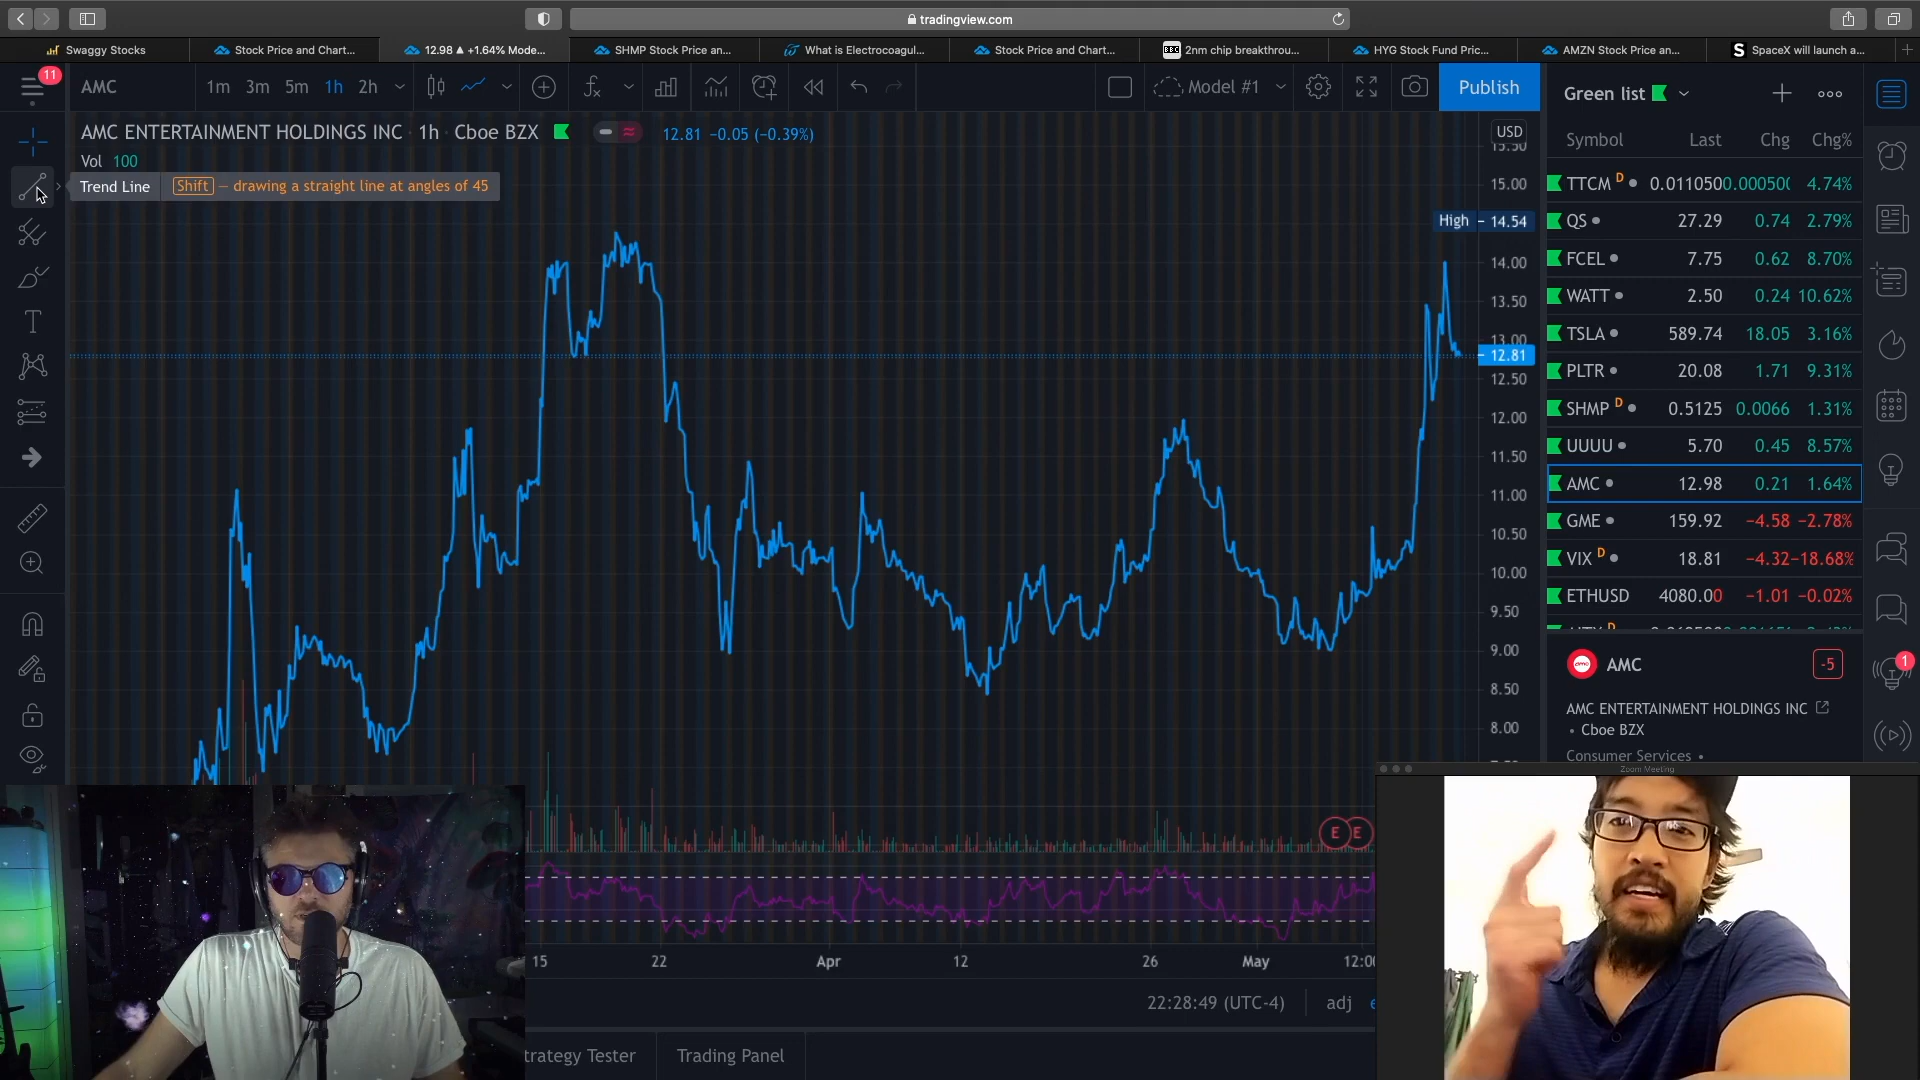 tradingview.com
Swaggy Stocks
Stock Price and Chart...
12.98 ▲ +1.64% Mode...
SHMP Stock Price an...
What is Electrocoagul...
Stock Price and Chart...
BBC 2nm chip breakthrou...
HYG Stock Fund Pric...
AMZN Stock Price an...
S SpaceX will launch a...
11
AMC 1m 3m 5m 1h 2h
Model #1
Publish
Green list
AMC ENTERTAINMENT HOLDINGS INC · 1h · Cboe BZX
12.81 −0.05 (−0.39%)
USD
Symbol Last Chg Chg%
Vol 100
Trend Line Shift — drawing a straight line at angles of 45
15.50
15.00
High 14.54
14.00
13.50
13.00
12.81
12.50
12.00
11.50
11.00
10.50
10.00
9.50
9.00
8.50
8.00
TTCM D 0.011050 0.00050( 4.74%
QS 27.29 0.74 2.79%
FCEL 7.75 0.62 8.70%
WATT 2.50 0.24 10.62%
TSLA 589.74 18.05 3.16%
PLTR 20.08 1.71 9.31%
SHMP D 0.5125 0.0066 1.31%
UUUU 5.70 0.45 8.57%
AMC 12.98 0.21 1.64%
GME 159.92 −4.58 −2.78%
VIX D 18.81 −4.32 −18.68%
ETHUSD 4080.00 −1.01 −0.02%
AMC -5
AMC ENTERTAINMENT HOLDINGS INC
• Cboe BZX
Consumer Services •
1
Zoom Meeting
E E
15 22 Apr 12 26 May 12:00
22:28:49 (UTC-4) adj
trategy Tester Trading Panel